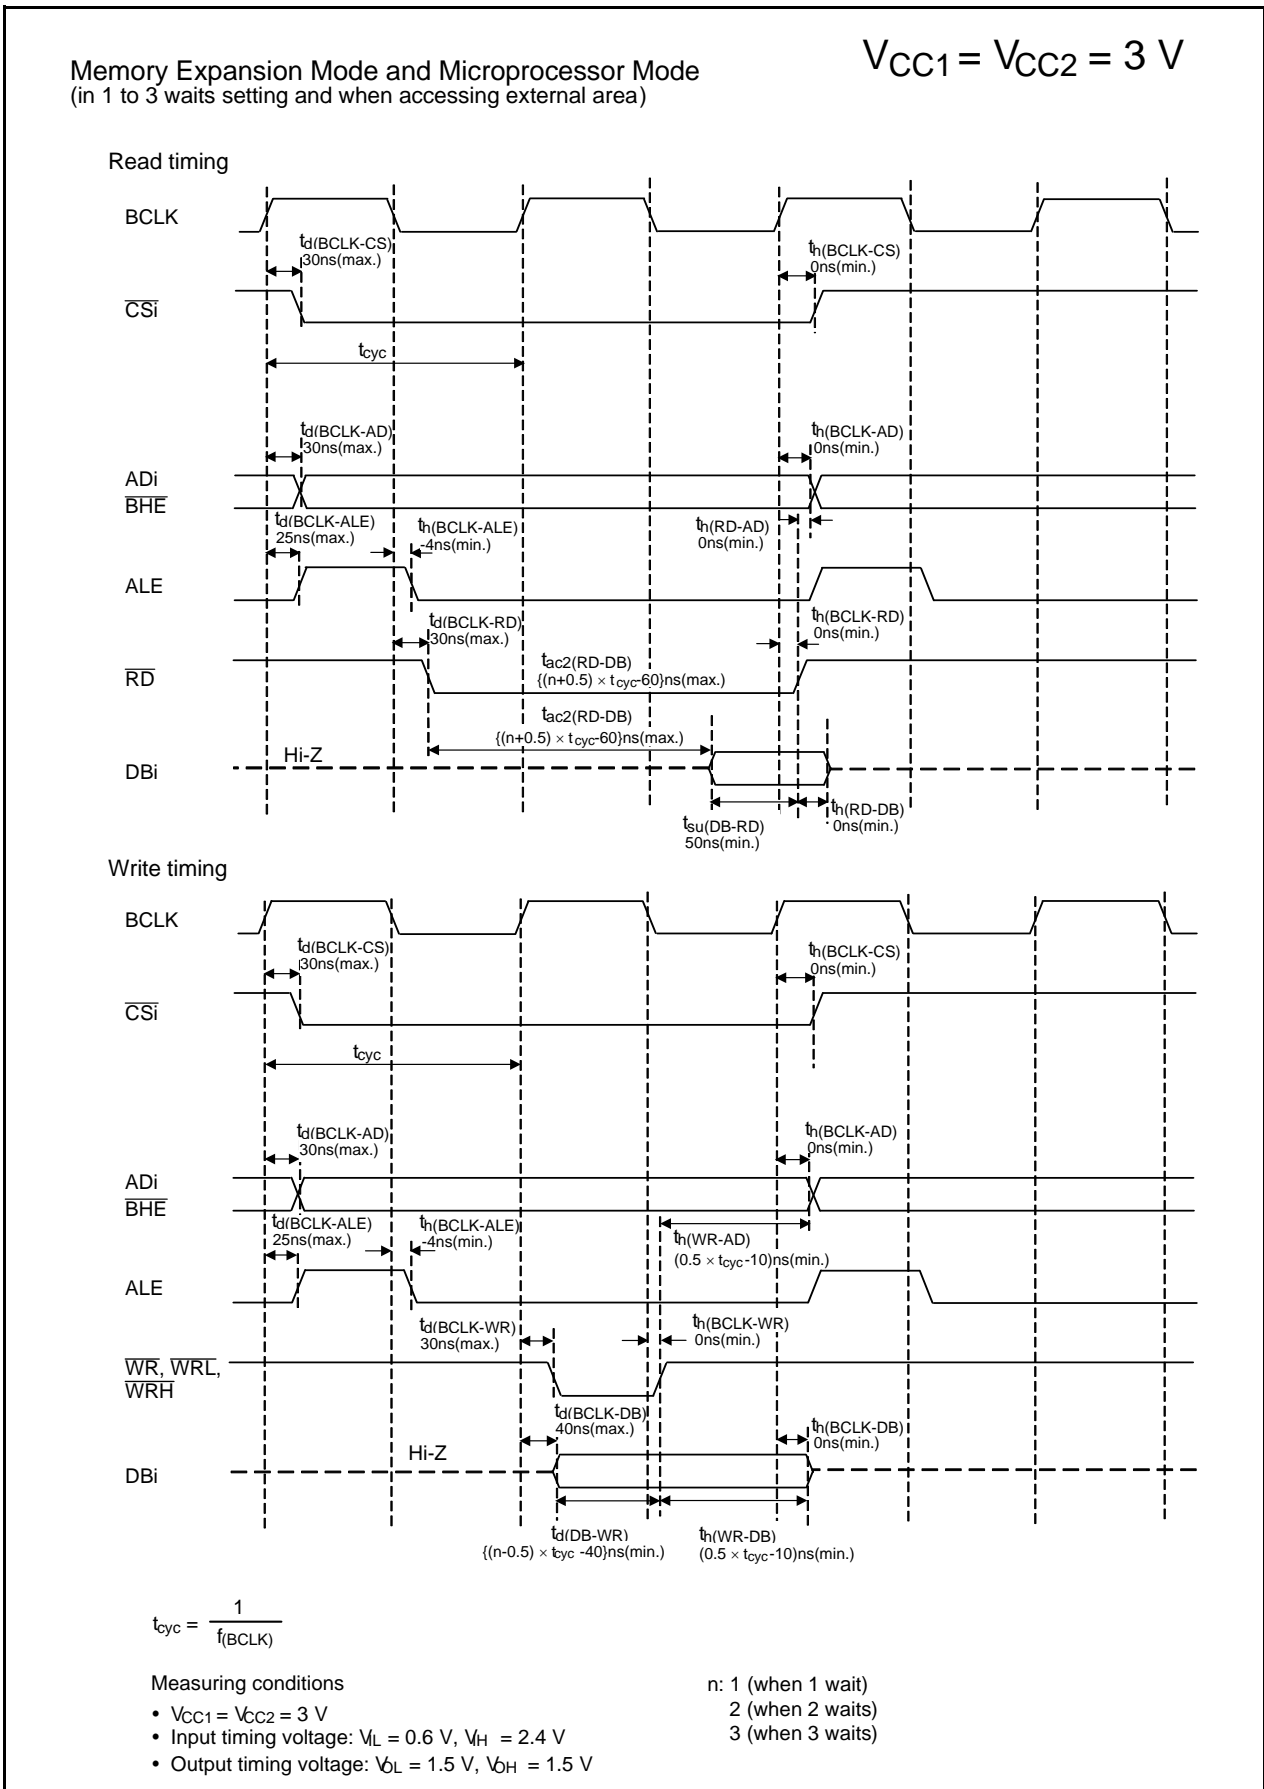 VCC1 = VCC2 = 3 V
Memory Expansion Mode and Microprocessor Mode
(in 1 to 3 waits setting and when accessing external area)
Read timing
BCLK
td(BCLK-CS)
30ns(max.)
th(BCLK-CS)
0ns(min.)
CSi
tcyc
td(BCLK-AD)
30ns(max.)
th(BCLK-AD)
0ns(min.)
ADi
BHE
td(BCLK-ALE)
25ns(max.)
th(BCLK-ALE)
-4ns(min.)
th(RD-AD)
0ns(min.)
ALE
td(BCLK-RD)
30ns(max.)
th(BCLK-RD)
0ns(min.)
RD
tac2(RD-DB)
{(n+0.5) × tcyc-60}ns(max.)
tac2(RD-DB)
{(n+0.5) × tcyc-60}ns(max.)
Hi-Z
DBi
tsu(DB-RD)
50ns(min.)
th(RD-DB)
0ns(min.)
Write timing
BCLK
td(BCLK-CS)
30ns(max.)
th(BCLK-CS)
0ns(min.)
CSi
tcyc
td(BCLK-AD)
30ns(max.)
th(BCLK-AD)
0ns(min.)
ADi
BHE
td(BCLK-ALE)
25ns(max.)
th(BCLK-ALE)
-4ns(min.)
th(WR-AD)
(0.5 × tcyc-10)ns(min.)
ALE
td(BCLK-WR)
30ns(max.)
th(BCLK-WR)
0ns(min.)
WR, WRL,
WRH
td(BCLK-DB)
40ns(max.)
th(BCLK-DB)
0ns(min.)
Hi-Z
DBi
td(DB-WR)
{(n-0.5) × tcyc -40}ns(min.)
th(WR-DB)
(0.5 × tcyc-10)ns(min.)
tcyc = 1
f(BCLK)
Measuring conditions
• VCC1 = VCC2 = 3 V
• Input timing voltage: VIL = 0.6 V, VIH = 2.4 V
• Output timing voltage: VOL = 1.5 V, VOH = 1.5 V
n: 1 (when 1 wait)
2 (when 2 waits)
3 (when 3 waits)